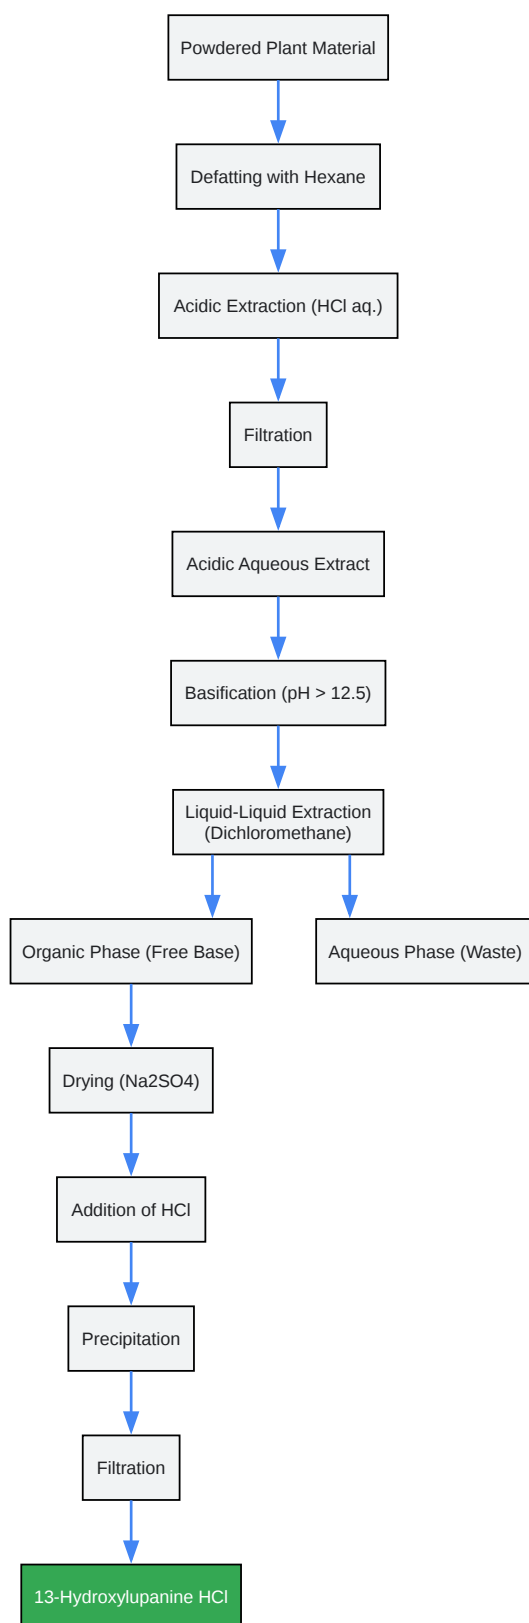 Powdered Plant Material
Defatting with Hexane
Acidic Extraction (HCl aq.)
Filtration
Acidic Aqueous Extract
Basification (pH > 12.5)
Liquid-Liquid Extraction
(Dichloromethane)
Organic Phase (Free Base)
Aqueous Phase (Waste)
Drying (Na2SO4)
Addition of HCl
Precipitation
Filtration
13-Hydroxylupanine HCl